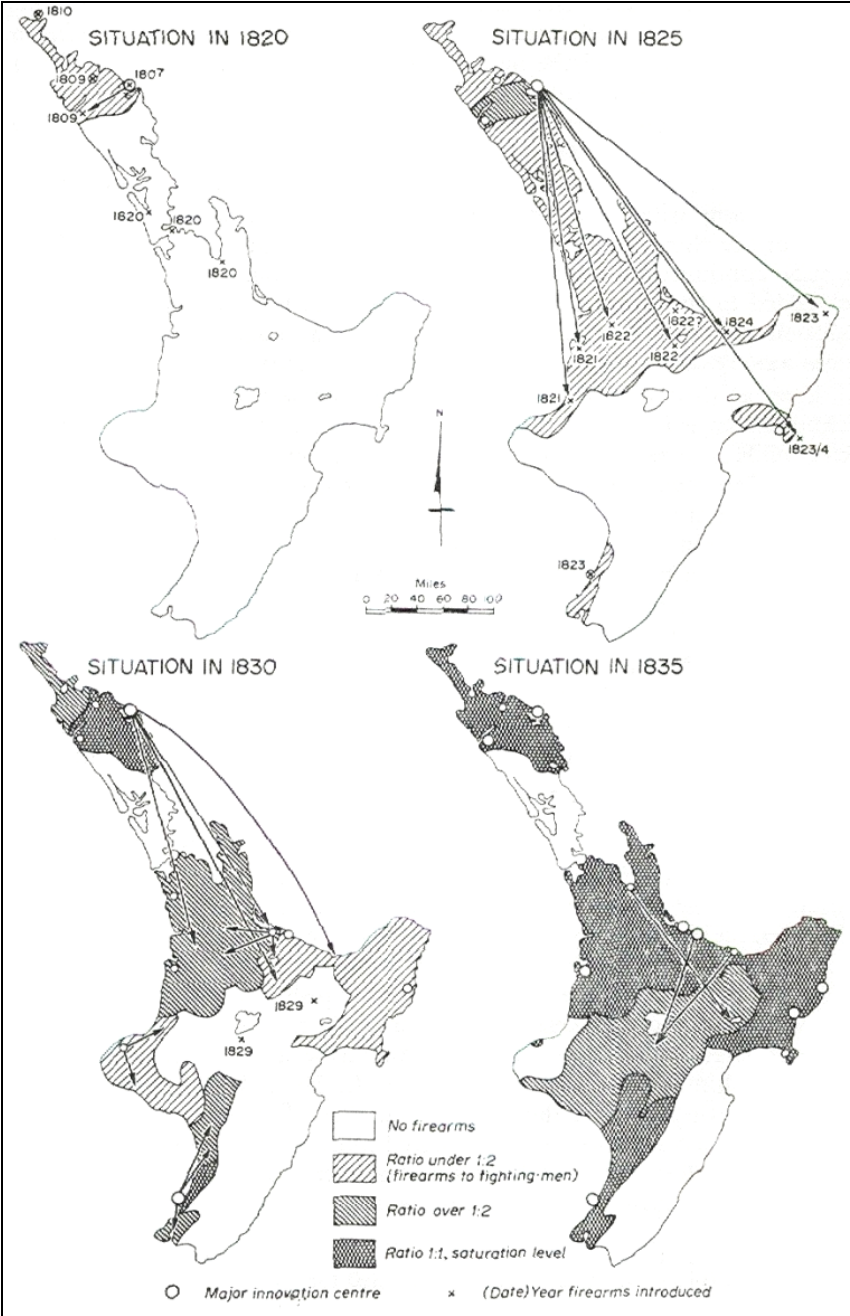 1810
SITUATION IN 1820
1809
1807
1809
1820
1820
1820
SITUATION IN 1825
1823
1824
1822?
1822
1822
1821
1821
1823/4
1823
N
Miles
0 20 40 60 80 100
SITUATION IN 1830
1829
1829
SITUATION IN 1835
No firearms
Ratio under 1:2
(firearms to fighting-men)
Ratio over 1:2
Ratio 1:1, saturation level
Major innovation centre
× (Date) Year firearms introduced